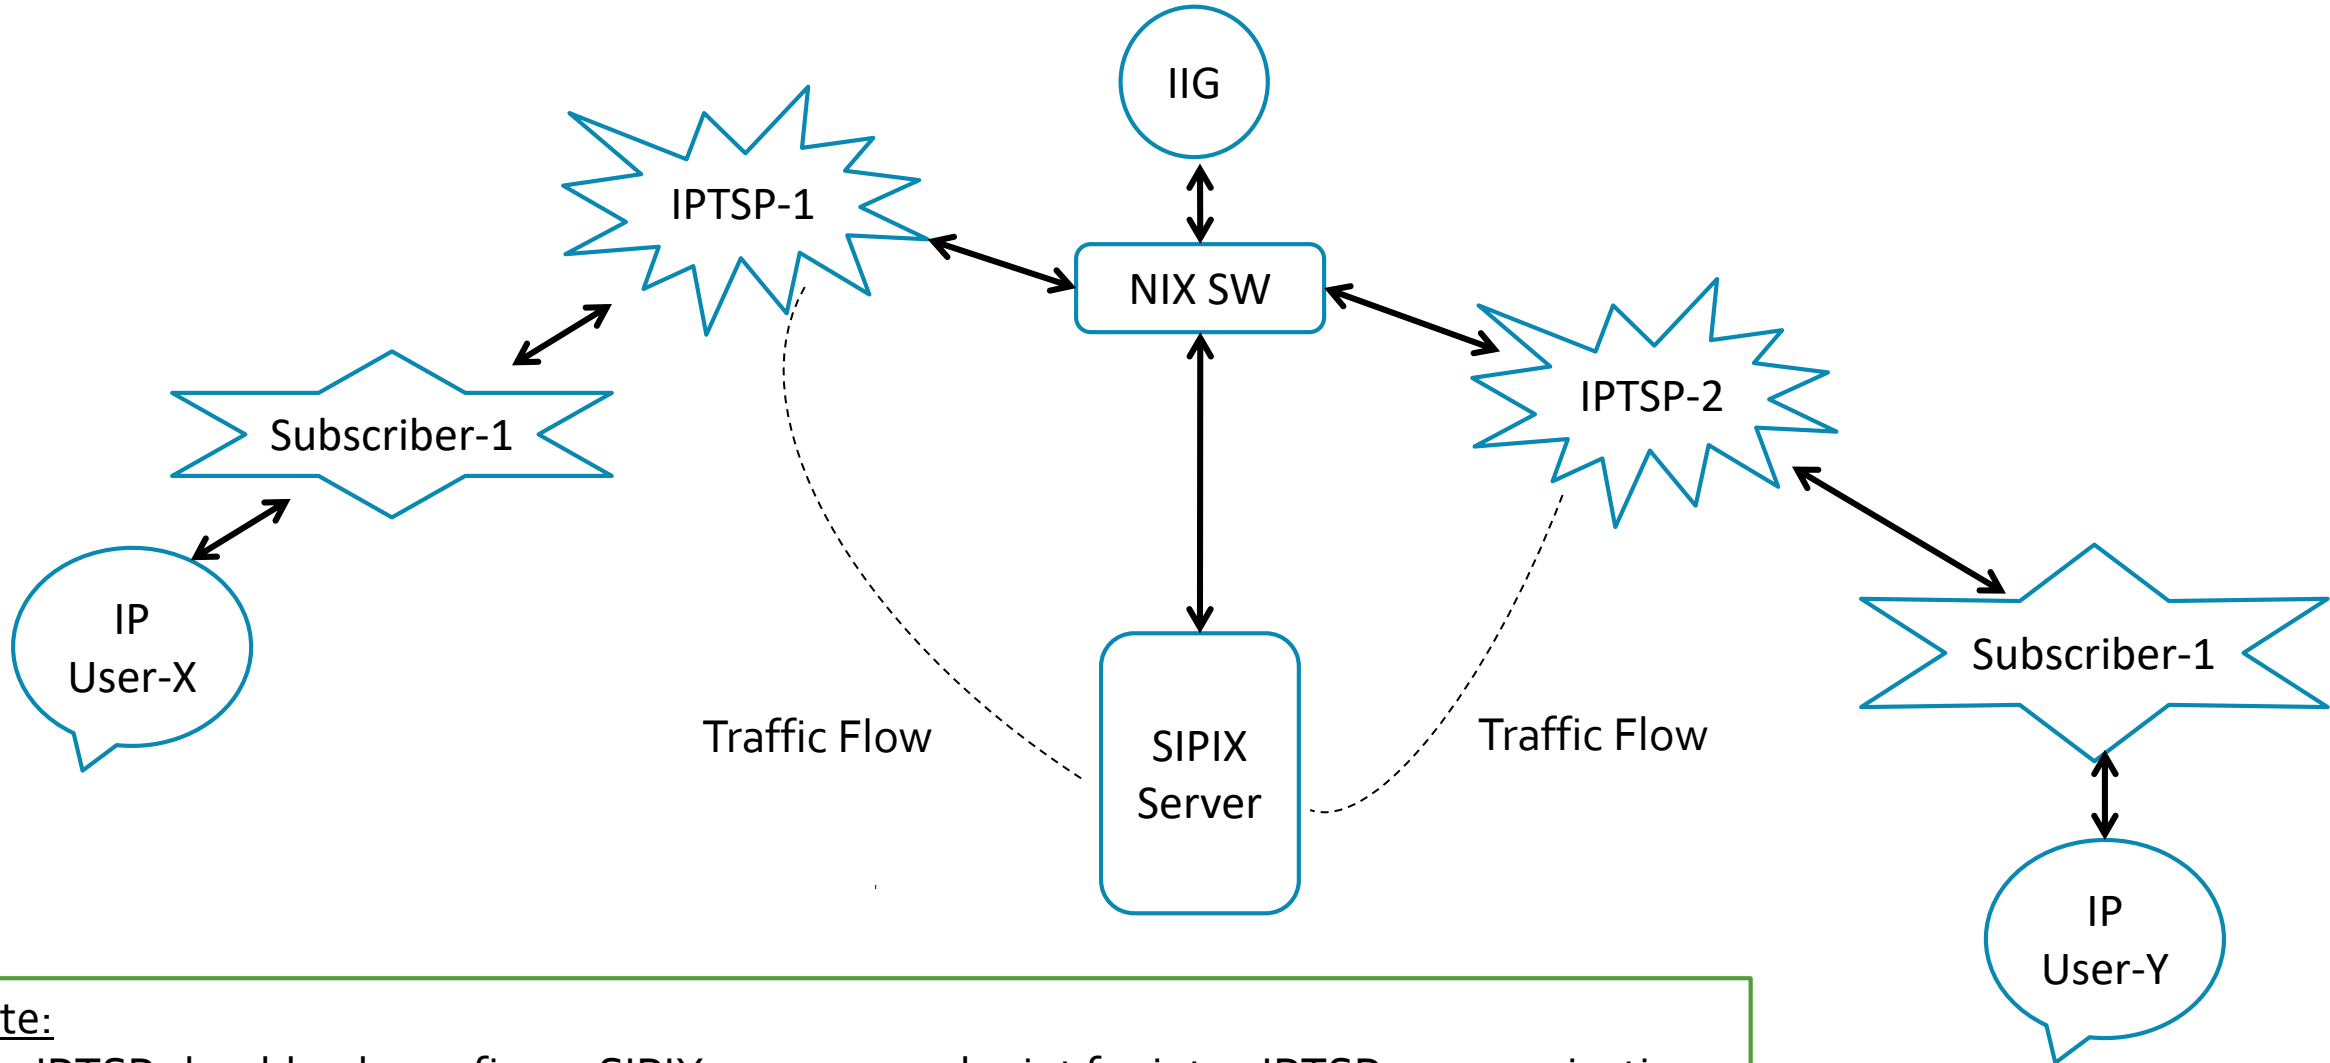 IIG
IPTSP-1
NIX SW
IPTSP-2
Subscriber-1
IP
User-X
Traffic Flow
SIPIX
Server
Traffic Flow
Subscriber-1
IP
User-Y
te: